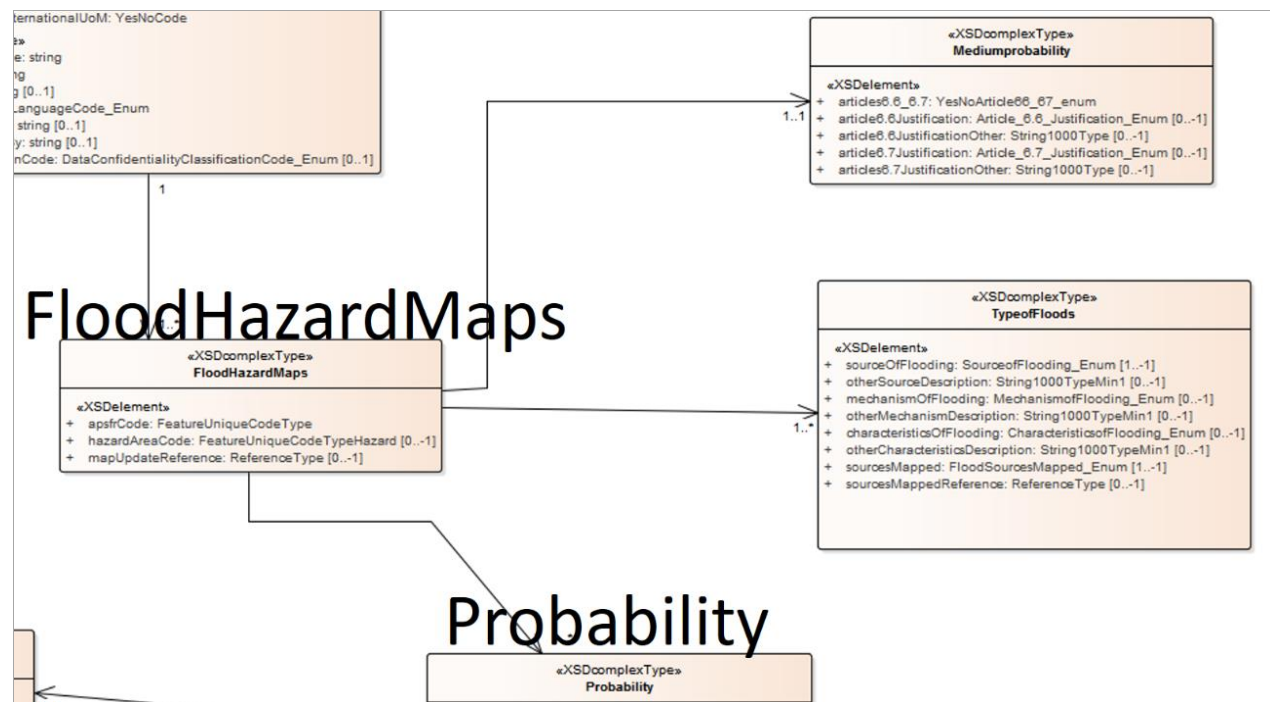 ternationalUoM: YesNoCode
e: string
[0..1]
LanguageCode_Enum
string [0..1]
y: string [0..1]
nCode: DataConfidentialityClassificationCode_Enum [0..1]
1
«XSDcomplexType»
Mediumprobability
«XSDelement»
+ articles6.6_6.7: YesNoArticle66_67_enum
+ article6.6Justification: Article_6.6_Justification_Enum [0..-1]
+ article6.6JustificationOther: String1000Type [0..-1]
+ article6.7Justification: Article_6.7_Justification_Enum [0..-1]
+ articles6.7JustificationOther: String1000Type [0..-1]
1..1
FloodHazardMaps
«XSDcomplexType»
FloodHazardMaps
«XSDelement»
+ apsfrCode: FeatureUniqueCodeType
+ hazardAreaCode: FeatureUniqueCodeTypeHazard [0..-1]
+ mapUpdateReference: ReferenceType [0..-1]
«XSDcomplexType»
TypeofFloods
«XSDelement»
+ sourceOfFlooding: SourceofFlooding_Enum [1..-1]
+ otherSourceDescription: String1000TypeMin1 [0..-1]
+ mechanismOfFlooding: MechanismofFlooding_Enum [0..-1]
+ otherMechanismDescription: String1000TypeMin1 [0..-1]
+ characteristicsOfFlooding: CharacteristicsofFlooding_Enum [0..-1]
+ otherCharacteristicsDescription: String1000TypeMin1 [0..-1]
+ sourcesMapped: FloodSourcesMapped_Enum [1..-1]
+ sourcesMappedReference: ReferenceType [0..-1]
1..*
Probability
«XSDcomplexType»
Probability